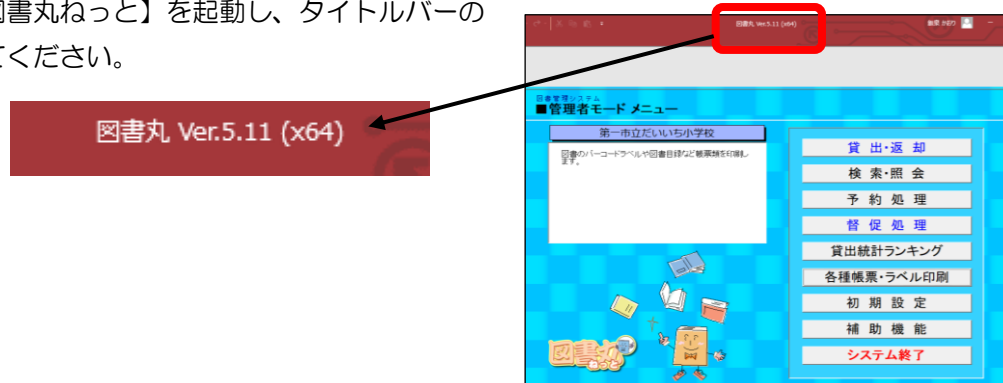 図書丸ねっと】を起動し、タイトルバーの
てください。
図書丸 Ver.5.11 (x64)
図書丸 Ver.5.11 (x64)
図書管理システム
■管理者モード メニュー
第一市立だいいち小学校
図書のバーコードラベルや図書目録など帳票類を印刷し
ます。
貸 出・返 却
検 索・照 会
予 約 処 理
督 促 処 理
貸出統計ランキング
各種帳票・ラベル印刷
初 期 設 定
補 助 機 能
システム終了
図書丸
ねっと